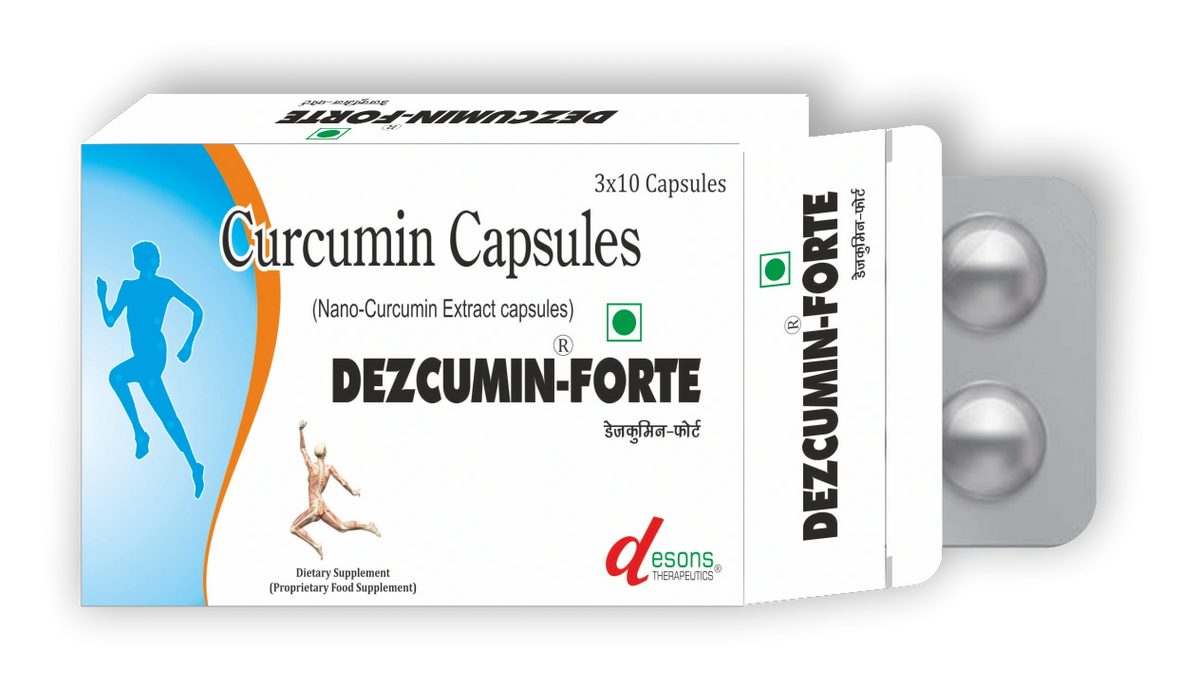 DEZCUMIN-FORTE®
डेजकुमिन-फोर्ट
3x10 Capsules
Curcumin Capsules
(Nano-Curcumin Extract capsules)
DEZCUMIN-FORTE®
डेजकुमिन-फोर्ट
Dietary Supplement
(Proprietary Food Supplement)
desons
THERAPEUTICS®
DEZCUMIN-FORTE®
डेजकुमिन-फोर्ट